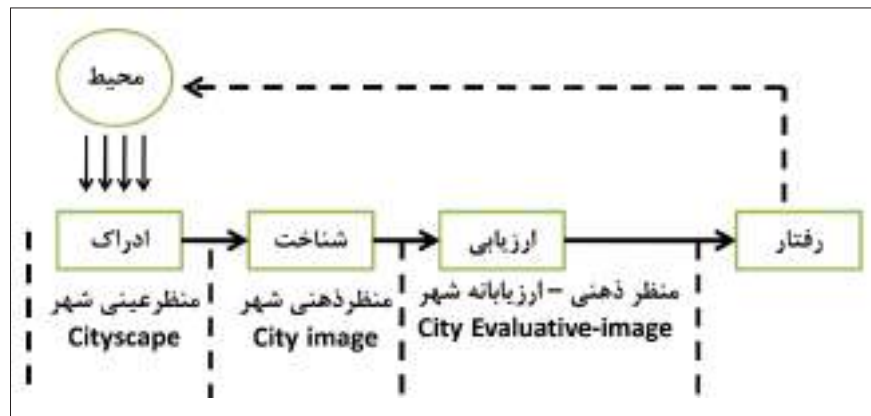 محیط
ادراک
شناخت
ارزیابی
رفتار
منظرعینی شهر
Cityscape
منظرذهنی شهر
City image
منظر ذهنی – ارزیابانه شهر
City Evaluative-image